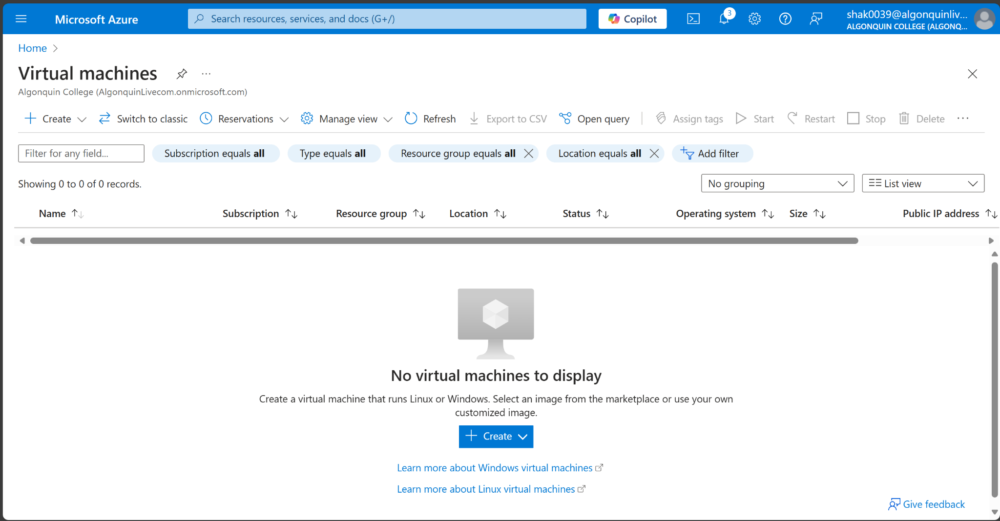 Microsoft Azure
Search resources, services, and docs (G+/)
Copilot
3
shak0039@algonquinliv...
ALGONQUIN COLLEGE (ALGONQ...
Home
Virtual machines
Algonquin College (AlgonquinLivecom.onmicrosoft.com)
Create Switch to classic Reservations Manage view Refresh Export to CSV Open query Assign tags Start Restart Stop Delete
Filter for any field... Subscription equals all Type equals all Resource group equals all Location equals all Add filter
Showing 0 to 0 of 0 records. No grouping List view
Name Subscription Resource group Location Status Operating system Size Public IP address
No virtual machines to display
Create a virtual machine that runs Linux or Windows. Select an image from the marketplace or use your own
customized image.
Create
Learn more about Windows virtual machines
Learn more about Linux virtual machines
Give feedback